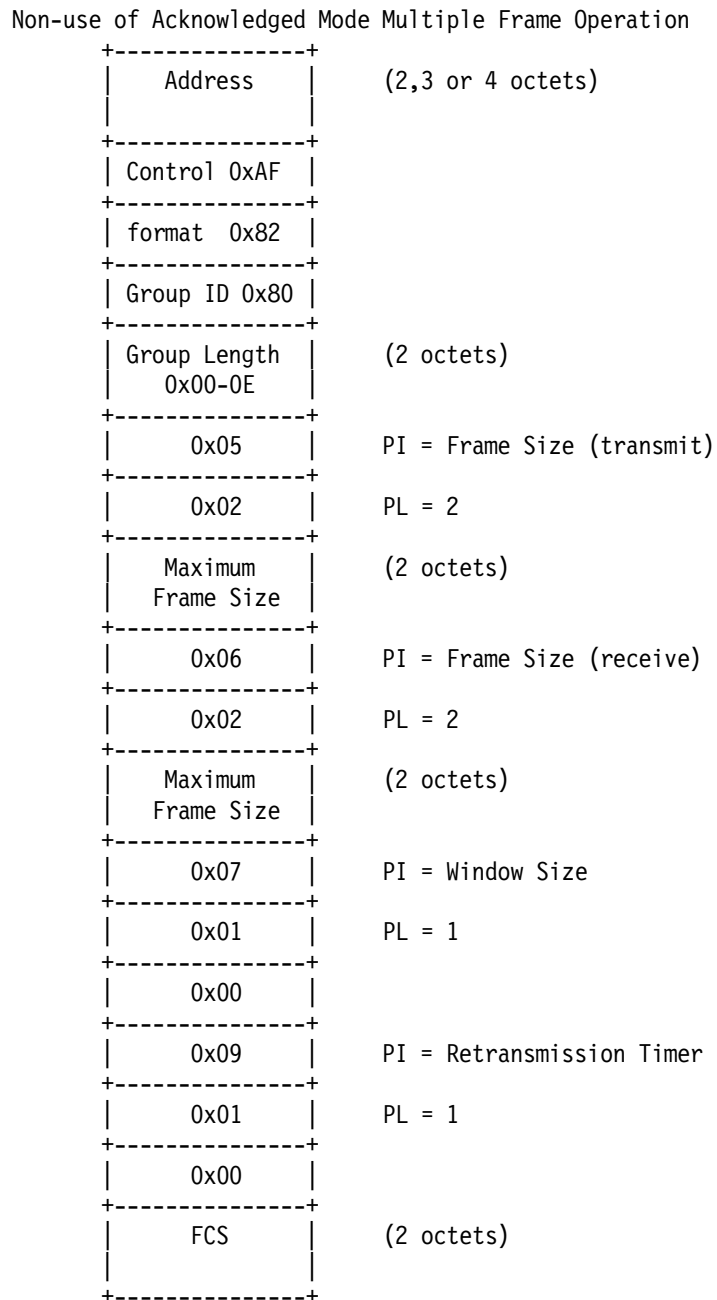 Non-use of Acknowledged Mode Multiple Frame Operation
+---------------+
| Address | (2,3 or 4 octets)
| |
+---------------+
| Control 0xAF |
+---------------+
| format 0x82 |
+---------------+
| Group ID 0x80 |
+---------------+
| Group Length | (2 octets)
| 0x00-0E |
+---------------+
| 0x05 | PI = Frame Size (transmit)
+---------------+
| 0x02 | PL = 2
+---------------+
| Maximum | (2 octets)
| Frame Size |
+---------------+
| 0x06 | PI = Frame Size (receive)
+---------------+
| 0x02 | PL = 2
+---------------+
| Maximum | (2 octets)
| Frame Size |
+---------------+
| 0x07 | PI = Window Size
+---------------+
| 0x01 | PL = 1
+---------------+
| 0x00 |
+---------------+
| 0x09 | PI = Retransmission Timer
+---------------+
| 0x01 | PL = 1
+---------------+
| 0x00 |
+---------------+
| FCS | (2 octets)
| |
+---------------+